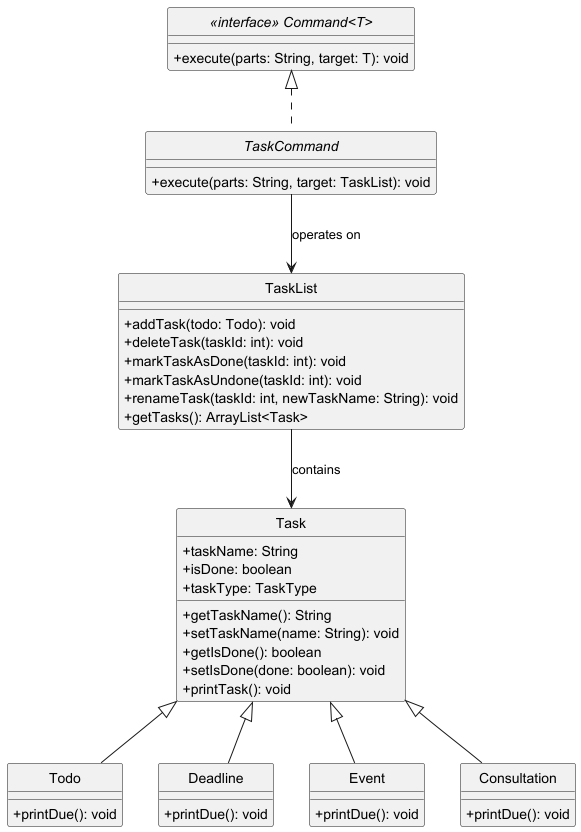 «interface» Command<T>
+execute(parts: String, target: T): void
TaskCommand
+execute(parts: String, target: TaskList): void
operates on
TaskList
+addTask(todo: Todo): void
+deleteTask(taskId: int): void
+markTaskAsDone(taskId: int): void
+markTaskAsUndone(taskId: int): void
+renameTask(taskId: int, newTaskName: String): void
+getTasks(): ArrayList<Task>
contains
Task
+taskName: String
+isDone: boolean
+taskType: TaskType
+getTaskName(): String
+setTaskName(name: String): void
+getIsDone(): boolean
+setIsDone(done: boolean): void
+printTask(): void
Todo
+printDue(): void
Deadline
+printDue(): void
Event
+printDue(): void
Consultation
+printDue(): void